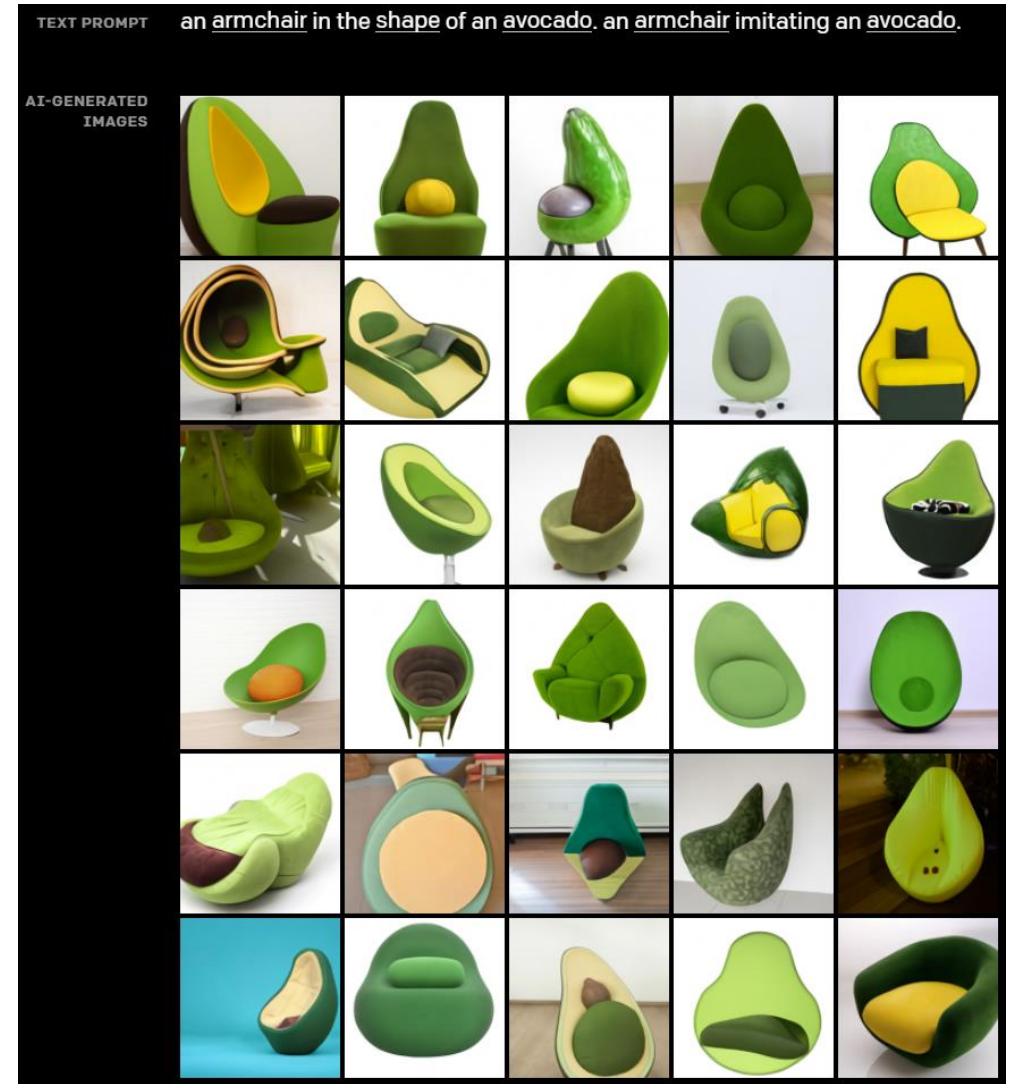 TEXT PROMPT
an armchair in the shape of an avocado. an armchair imitating an avocado.
AI-GENERATED
IMAGES